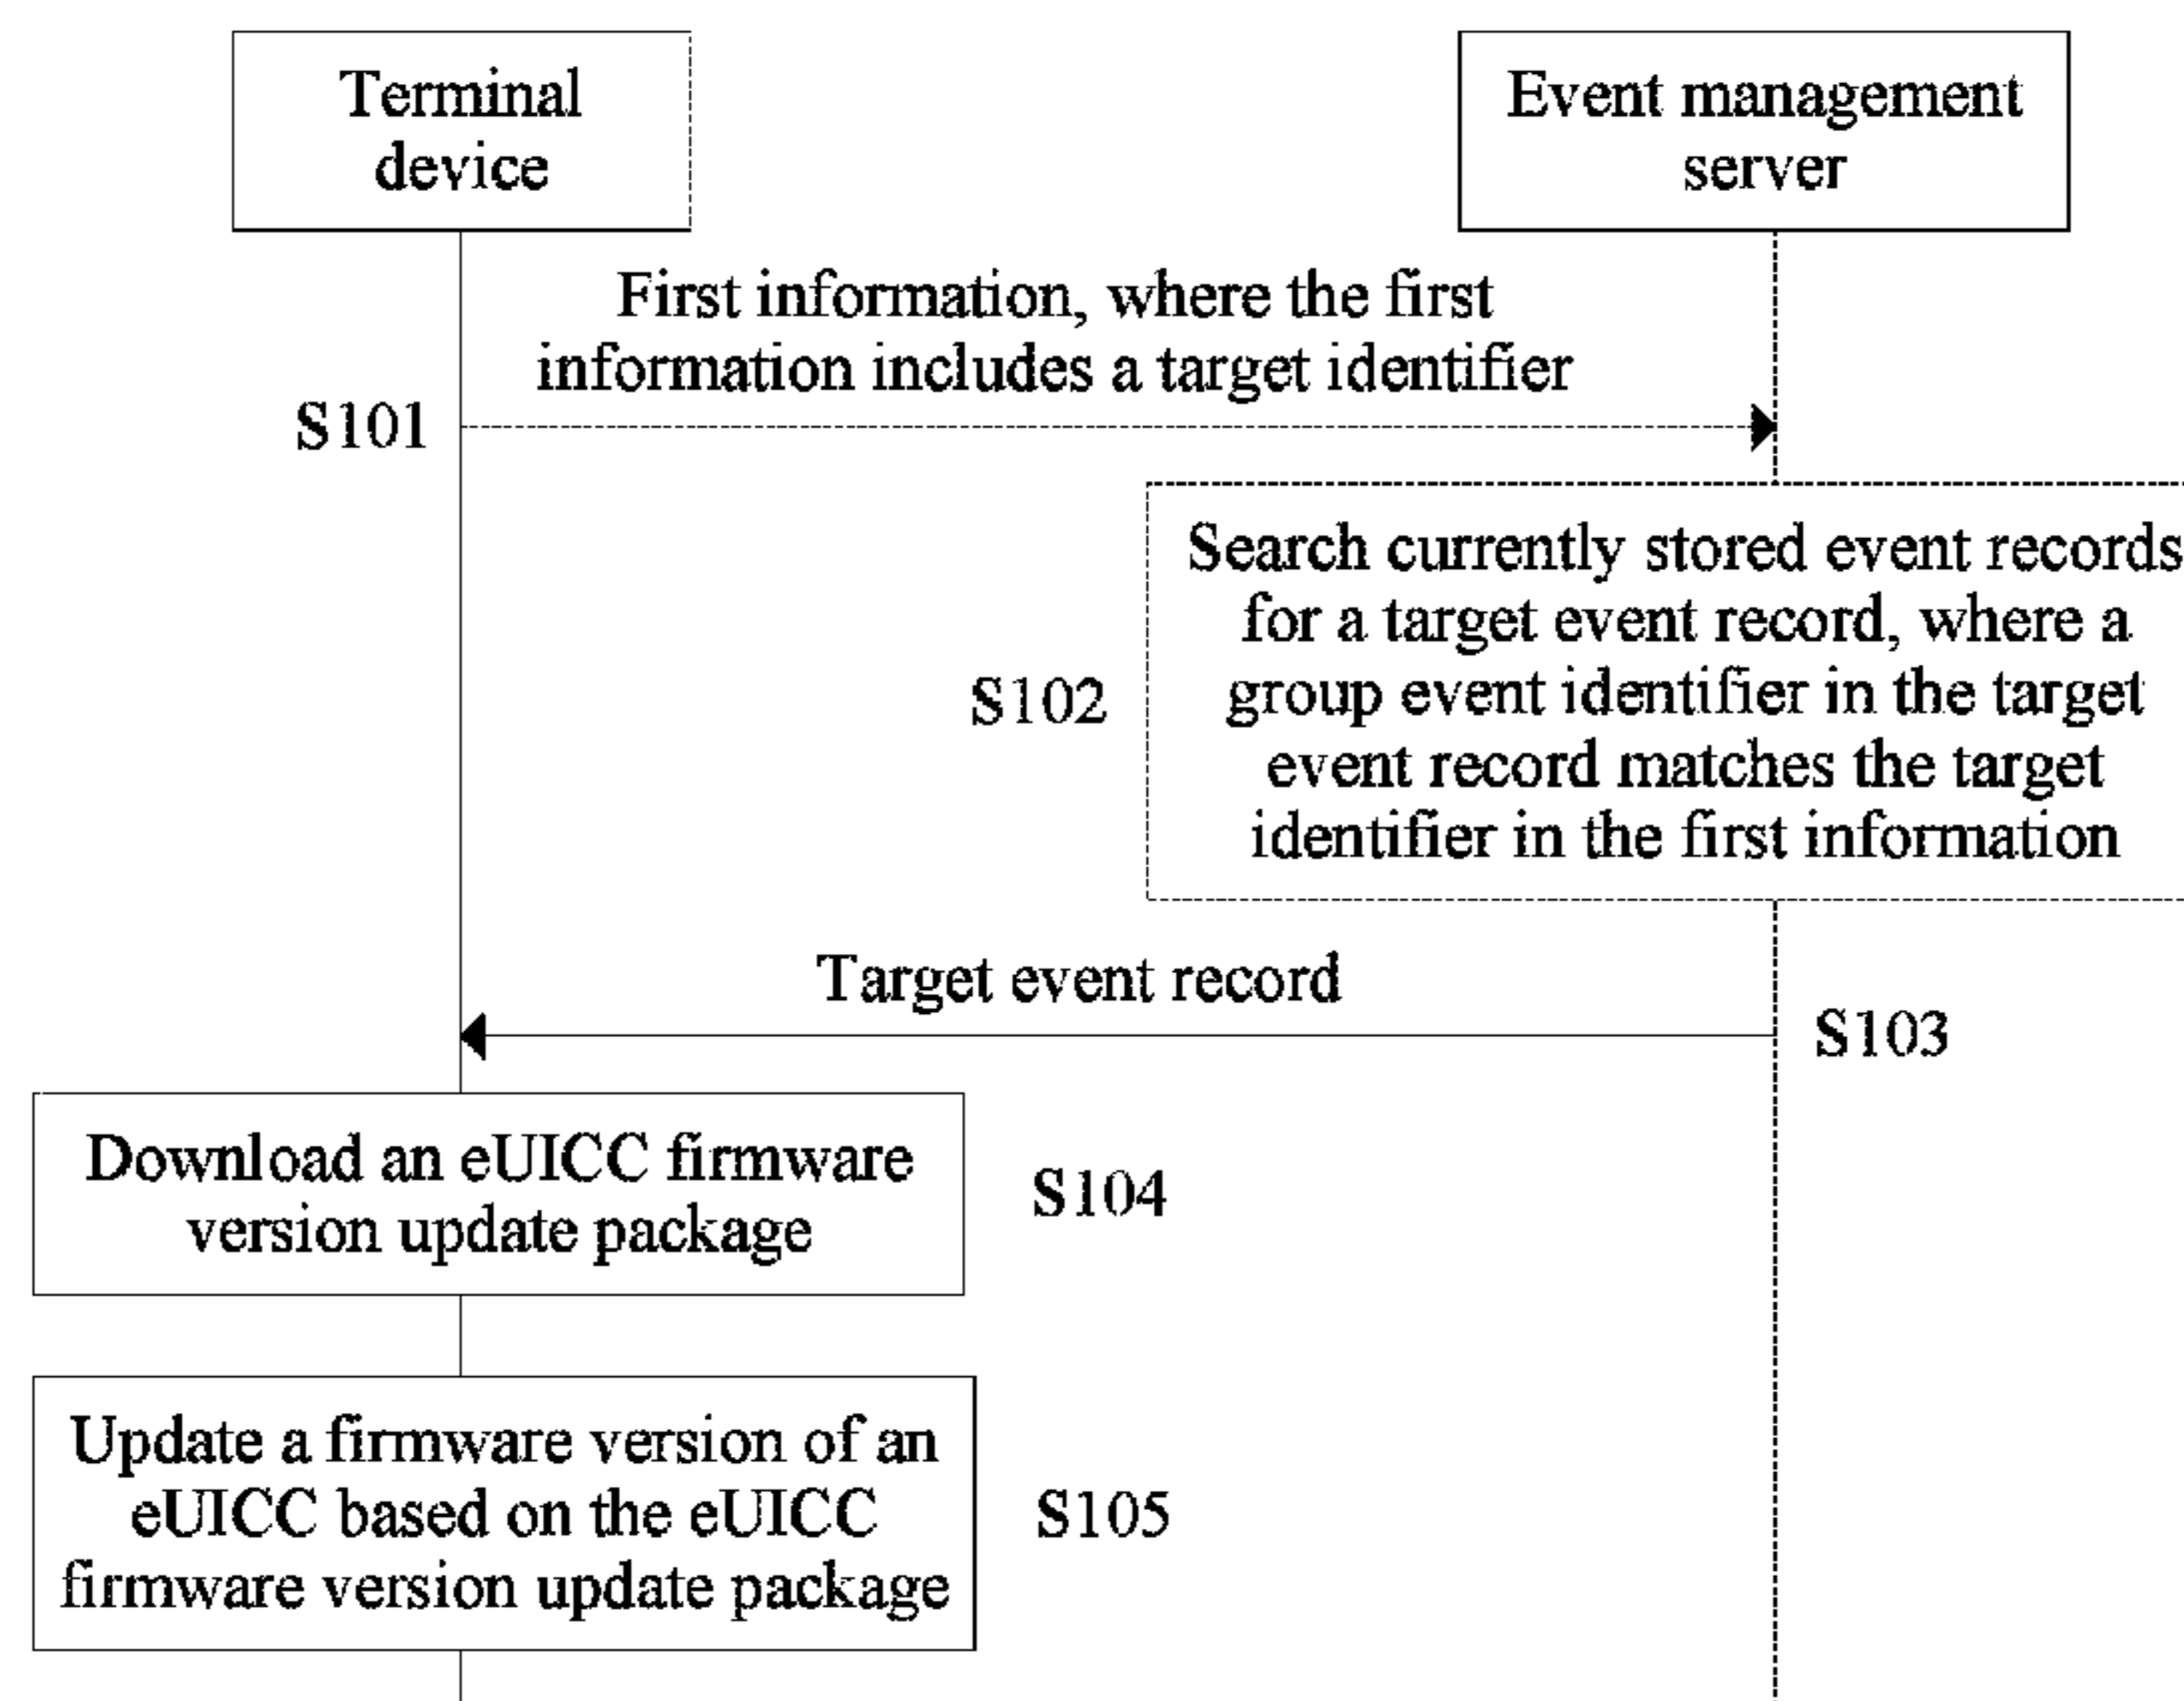 Terminal
device
Event management
server
First information, where the first
information includes a target identifier
S101
Search currently stored event records
for a target event record, where a
group event identifier in the target
event record matches the target
identifier in the first information
S102
Target event record
S103
Download an eUICC firmware
version update package
S104
Update a firmware version of an
eUICC based on the eUICC
firmware version update package
S105